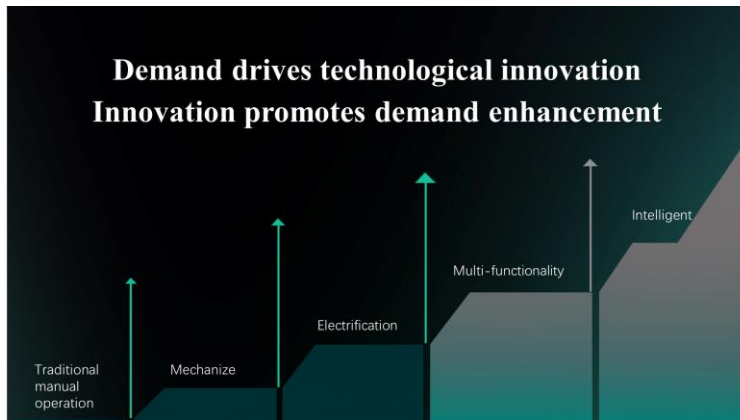 Demand drives technological innovation
Innovation promotes demand enhancement
Intelligent
Multi-functionality
Electrification
Traditional
manual
operation
Mechanize